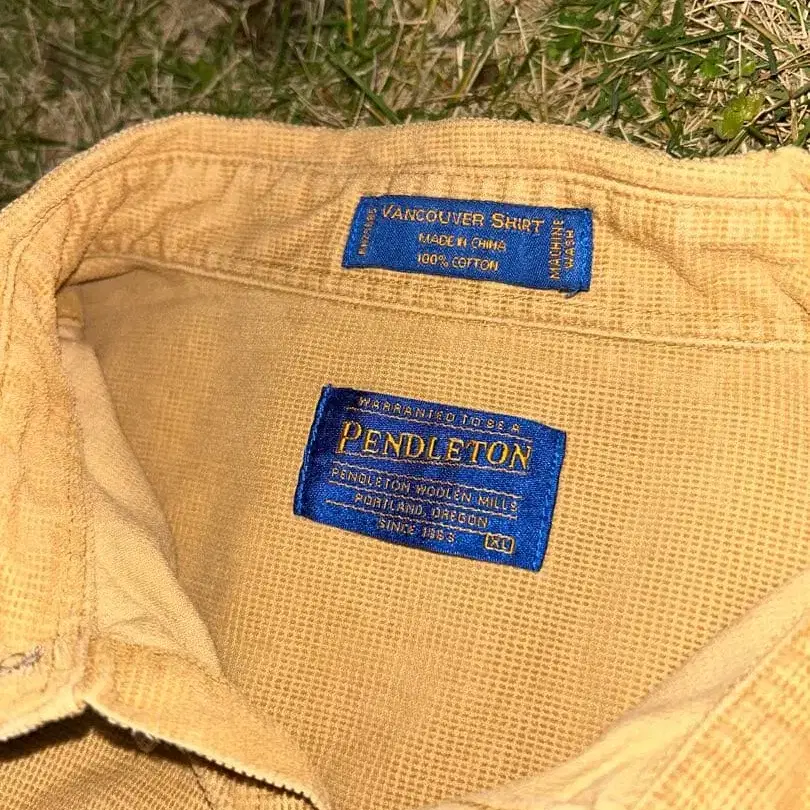 VANCOUVER SHIRT
MADE IN CHINA
100% COTTON
MACHINE
WASH
WARRANTED TO BE A
PENDLETON
PENDLETON WOOLEN MILLS
PORTLAND, OREGON
SINCE 1863
XL